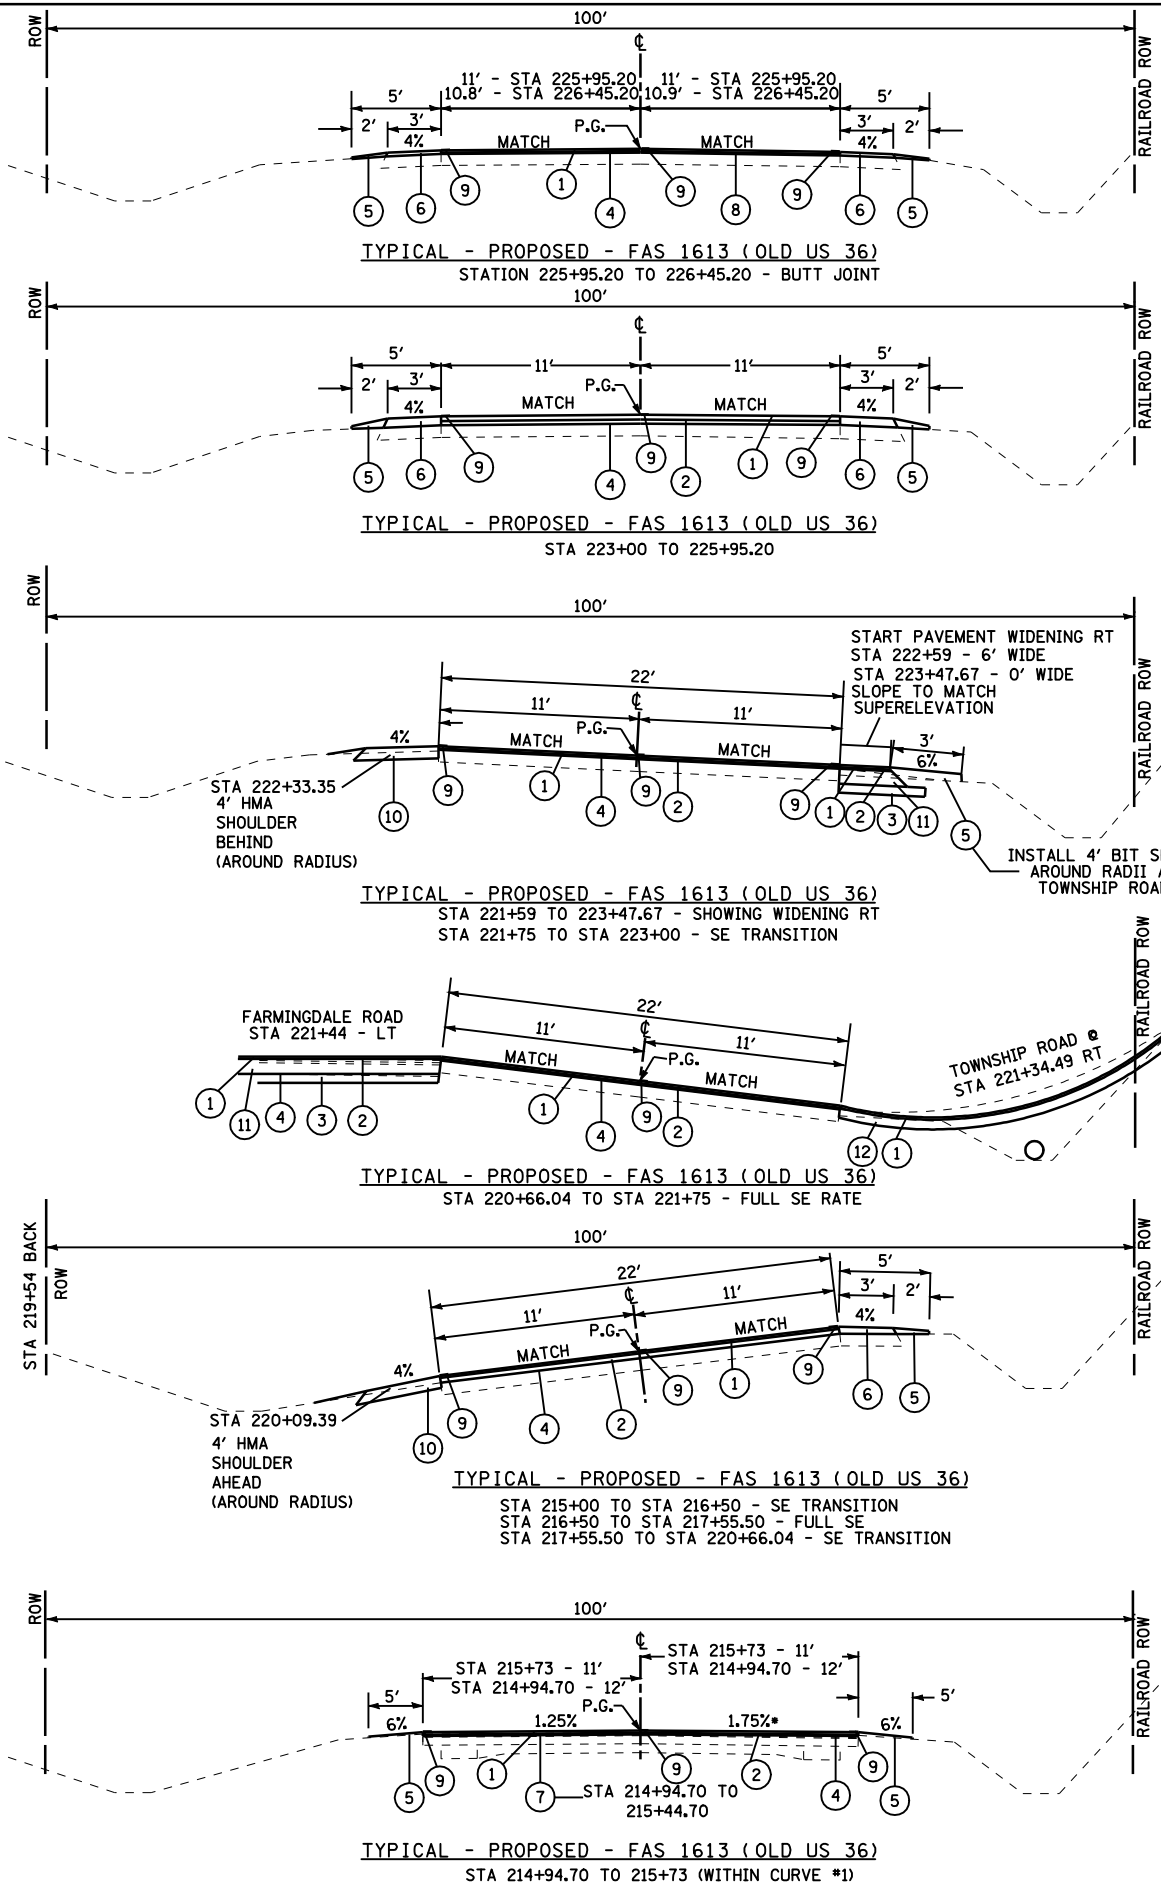 100'
ROW
RAILROAD ROW
℄
11' - STA 225+95.20 11' - STA 225+95.20
10.8' - STA 226+45.20 10.9' - STA 226+45.20
5' 5'
2' 3' 3' 2'
4% MATCH P.G. MATCH 4%
5 6 9 1 4 9 8 9 6 5
TYPICAL - PROPOSED - FAS 1613 (OLD US 36)
STATION 225+95.20 TO 226+45.20 - BUTT JOINT
100'
ROW
RAILROAD ROW
℄
5' 11' 11' 5'
2' 3' 3' 2'
4% MATCH P.G. MATCH 4%
5 6 9 4 9 2 1 9 6 5
TYPICAL - PROPOSED - FAS 1613 (OLD US 36)
STA 223+00 TO 225+95.20
ROW
RAILROAD ROW
100'
START PAVEMENT WIDENING RT
STA 222+59 - 6' WIDE
STA 223+47.67 - 0' WIDE
SLOPE TO MATCH
SUPERELEVATION
22'
℄
11' 11'
4% MATCH P.G. MATCH 3'
6%
STA 222+33.35
4' HMA
SHOULDER
BEHIND
(AROUND RADIUS)
10 9 1 4 9 2 9 1 2 3 11 5
INSTALL 4' BIT S
AROUND RADII
TOWNSHIP ROA
TYPICAL - PROPOSED - FAS 1613 (OLD US 36)
STA 221+59 TO 223+47.67 - SHOWING WIDENING RT
STA 221+75 TO STA 223+00 - SE TRANSITION
RAILROAD ROW
22'
FARMINGDALE ROAD
STA 221+44 - LT
11' ℄ 11'
MATCH P.G. MATCH
TOWNSHIP ROAD @
STA 221+34.49 RT
1 11 4 3 2 1 4 9 2 12 1
TYPICAL - PROPOSED - FAS 1613 (OLD US 36)
STA 220+66.04 TO STA 221+75 - FULL SE RATE
STA 219+54 BACK
ROW
RAILROAD ROW
100'
22' 5'
℄
11' 11' 3' 2'
4% MATCH P.G. MATCH 4%
STA 220+09.39
4' HMA
SHOULDER
AHEAD
(AROUND RADIUS)
10 9 4 2 9 1 9 6 5
TYPICAL - PROPOSED - FAS 1613 (OLD US 36)
STA 215+00 TO STA 216+50 - SE TRANSITION
STA 216+50 TO STA 217+55.50 - FULL SE
STA 217+55.50 TO STA 220+66.04 - SE TRANSITION
ROW
RAILROAD ROW
100'
℄
STA 215+73 - 11' STA 215+73 - 11'
STA 214+94.70 - 12' STA 214+94.70 - 12'
5' P.G. 5'
6% 1.25% 1.75%* 6%
5 9 1 7 9 2 4 9 5
STA 214+94.70 TO
215+44.70
TYPICAL - PROPOSED - FAS 1613 (OLD US 36)
STA 214+94.70 TO 215+73 (WITHIN CURVE #1)